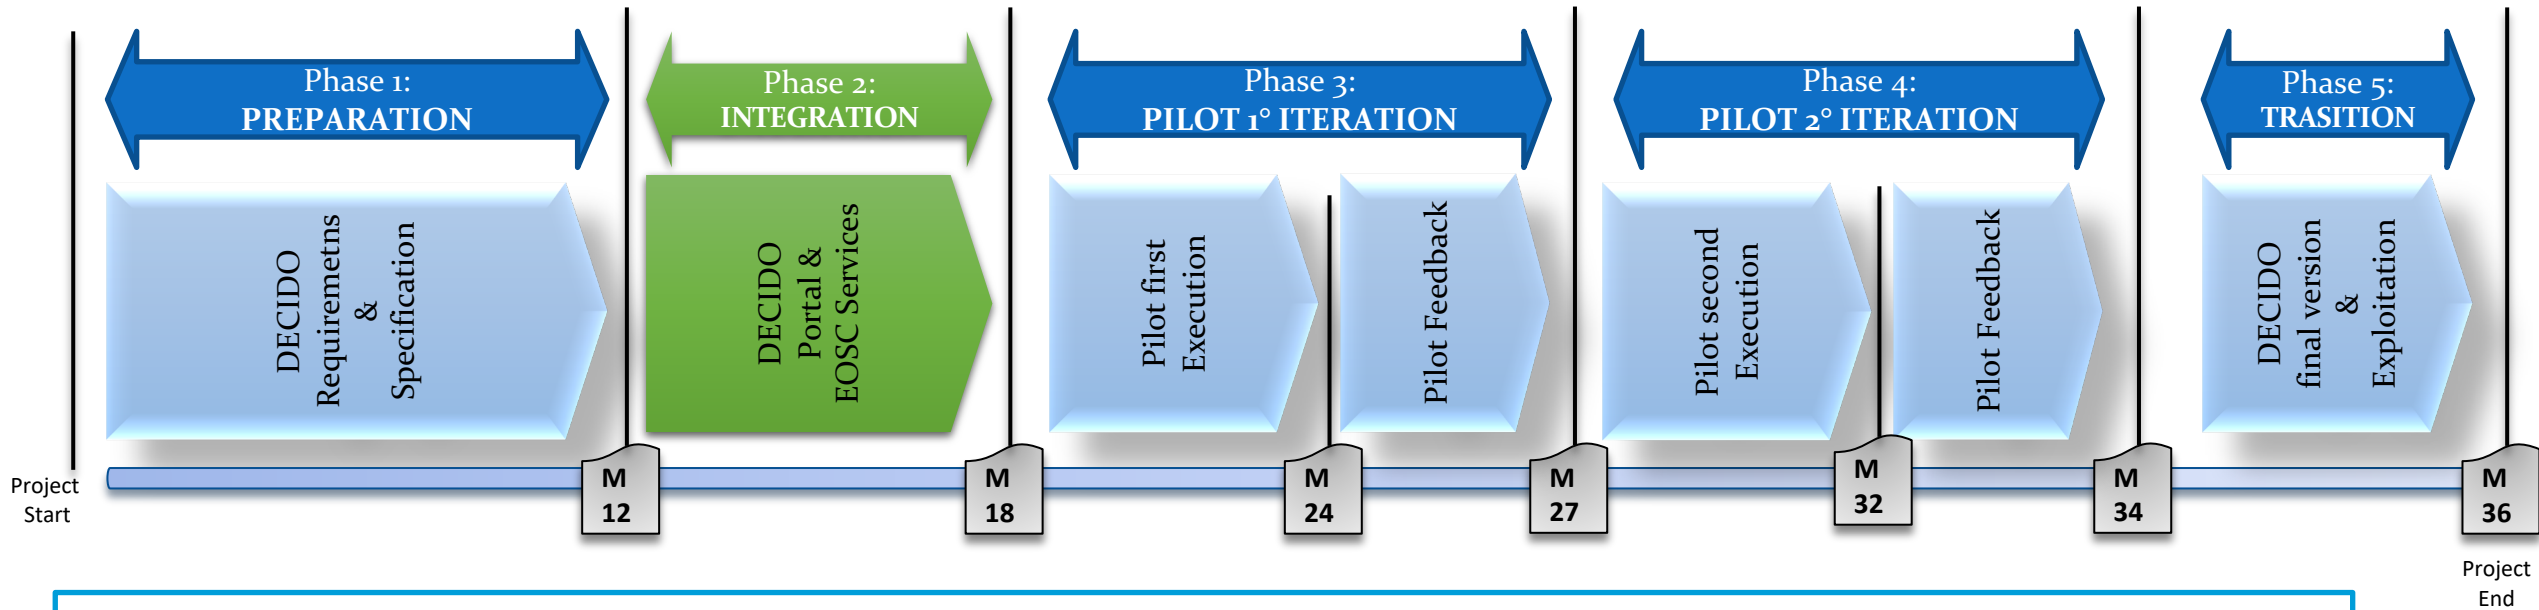 Phase 1:
PREPARATION
Phase 2:
INTEGRATION
Phase 3:
PILOT 1° ITERATION
Phase 4:
PILOT 2° ITERATION
Phase 5:
TRASITION
DECIDO
Requiremetns
&
Specification
DECIDO
Portal &
EOSC Services
Pilot first
Execution
Pilot Feedback
Pilot second
Execution
Pilot Feedback
DECIDO
final version
&
Exploitation
Project
Start
M
12
M
18
M
24
M
27
M
32
M
34
M
36
Project
End